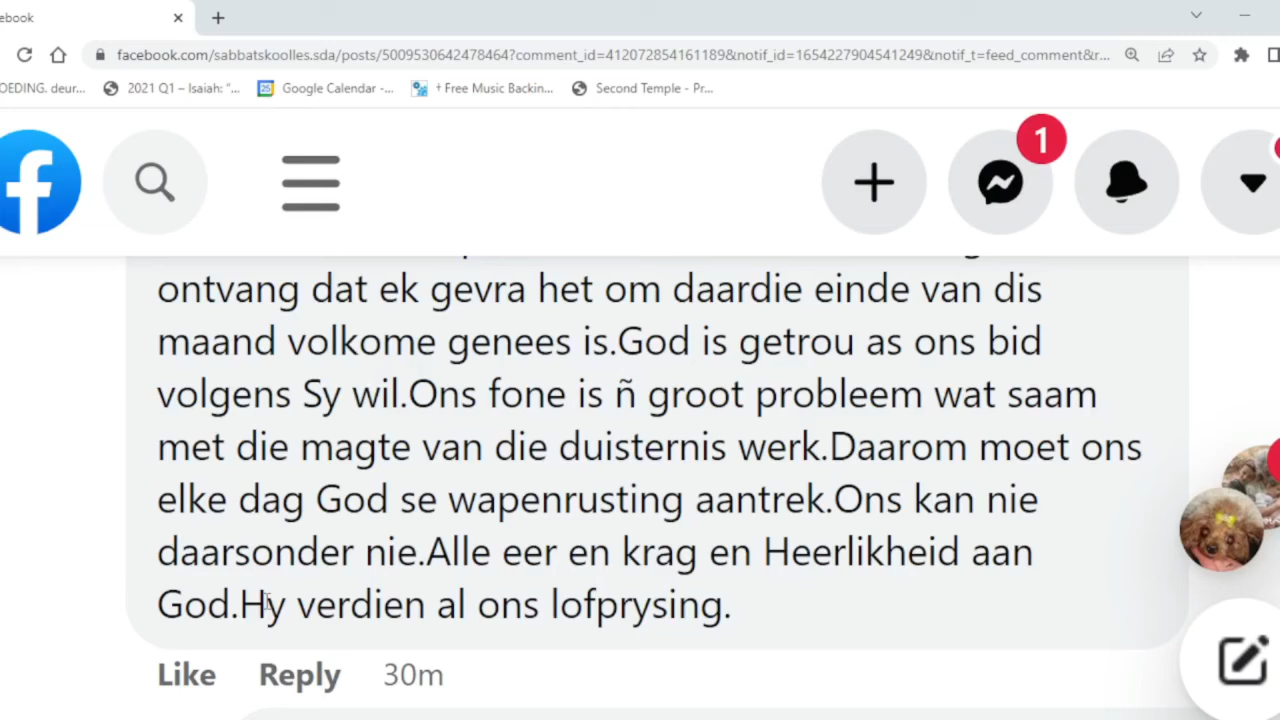 ebook
facebook.com/sabbatskoolles.sda/posts/5009530642478464?comment_id=412072854161189&notif_id=1654227904541249&notif_t=feed_comment&r...
OEDING. deur... 2021 Q1 – Isaiah: “... Google Calendar -... † Free Music Backin... Second Temple - Pr...
1
ontvang dat ek gevra het om daardie einde van dis
maand volkome genees is.God is getrou as ons bid
volgens Sy wil.Ons fone is ñ groot probleem wat saam
met die magte van die duisternis werk.Daarom moet ons
elke dag God se wapenrusting aantrek.Ons kan nie
daarsonder nie.Alle eer en krag en Heerlikheid aan
God.Hy verdien al ons lofprysing.
Like Reply 30m